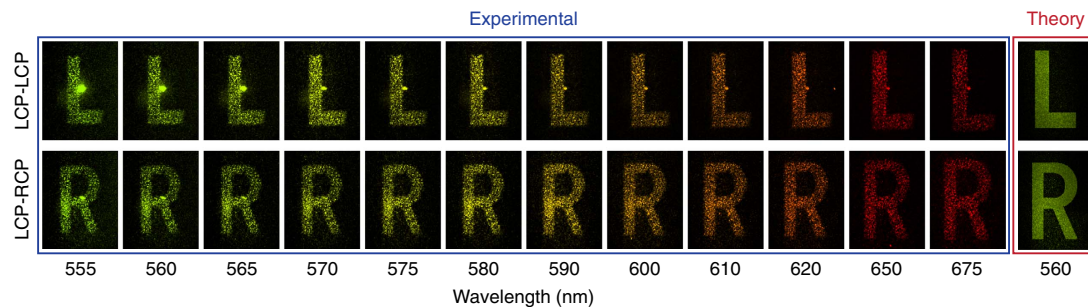 Experimental Theory
LCP-LCP L L L L L L L L L L L L L
LCP-RCP R R R R R R R R R R R R R
555 560 565 570 575 580 590 600 610 620 650 675 560
Wavelength (nm)